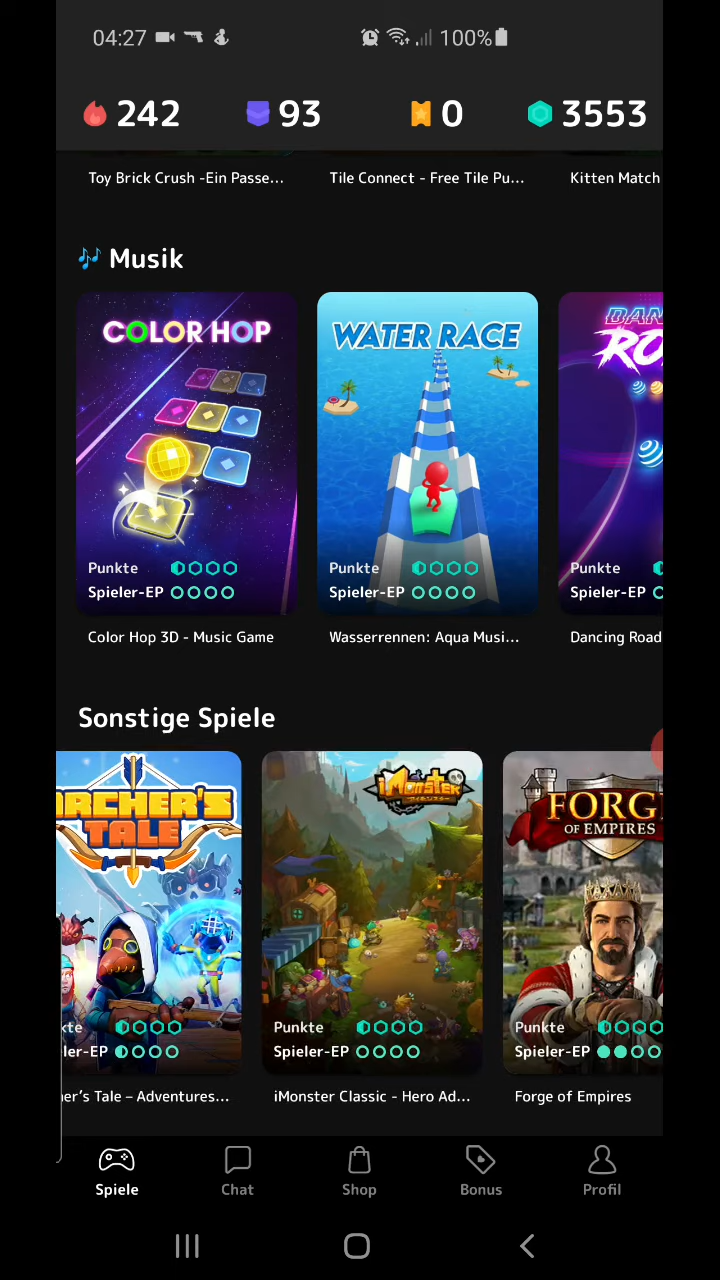 04:27 100%
242 93 0 3553
Toy Brick Crush -Ein Passe... Tile Connect - Free Tile Pu... Kitten Match
Musik
COLOR HOP
WATER RACE
DAN
RO
Punkte Punkte Punkte
Spieler-EP Spieler-EP Spieler-EP
Color Hop 3D - Music Game Wasserrennen: Aqua Musi... Dancing Road
Sonstige Spiele
ARCHER'S
TALE
iMonster
FORGE
OF EMPIRES
kte Punkte Punkte
ler-EP Spieler-EP Spieler-EP
er's Tale – Adventures... iMonster Classic - Hero Ad... Forge of Empires
Spiele Chat Shop Bonus Profil